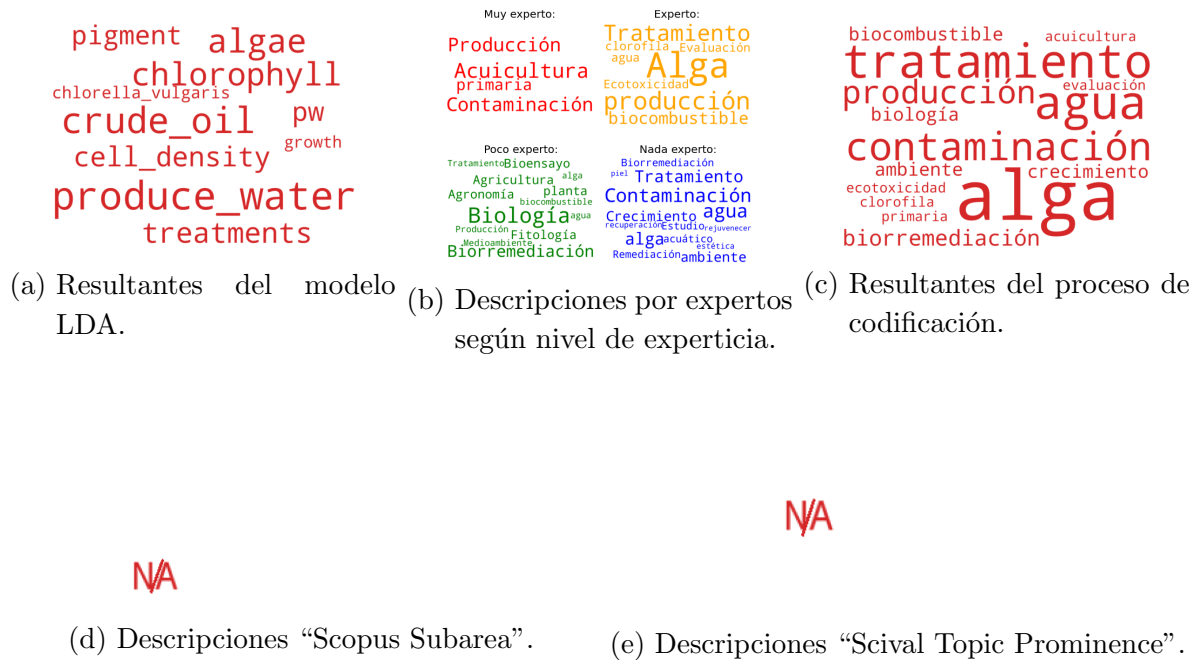 pigment algae
chlorophyll
chlorella_vulgaris
crude_oil pw
growth
cell_density
produce_water
treatments
(a) Resultantes del modelo
LDA.
Muy experto:
Producción
Acuicultura
primaria
Contaminación
Experto:
Tratamiento
clorofila Evaluación
agua Alga
Ecotoxicidad
producción
biocombustible
Poco experto:
Tratamiento Bioensayo
Agricultura alga
Agronomía planta
biocombustible
Biología agua
Producción Fitología
Medioambiente
Biorremediación
Nada experto:
Biorremediación
piel Tratamiento
Contaminación
Crecimiento agua
recuperación Estudio rejuvenecer
alga acuático
estética
Remediación ambiente
(b) Descripciones por expertos
según nivel de experticia.
biocombustible acuicultura
tratamiento
producción evaluación
biología agua
contaminación
ambiente crecimiento
ecotoxicidad
clorofila alga
primaria
biorremediación
(c) Resultantes del proceso de
codificación.
N/A
(d) Descripciones “Scopus Subarea”.
N/A
(e) Descripciones “Scival Topic Prominence”.